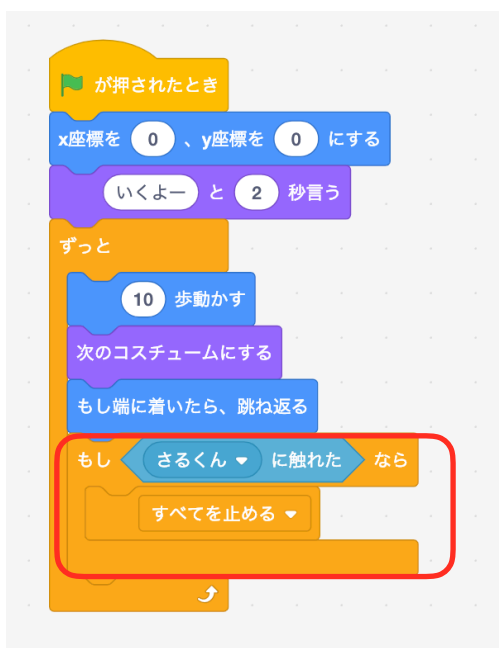 が押されたとき
x座標を 0 、y座標を 0 にする
いくよー と 2 秒言う
ずっと
10 歩動かす
次のコスチュームにする
もし端に着いたら、跳ね返る
もし さるくん に触れた なら
すべてを止める